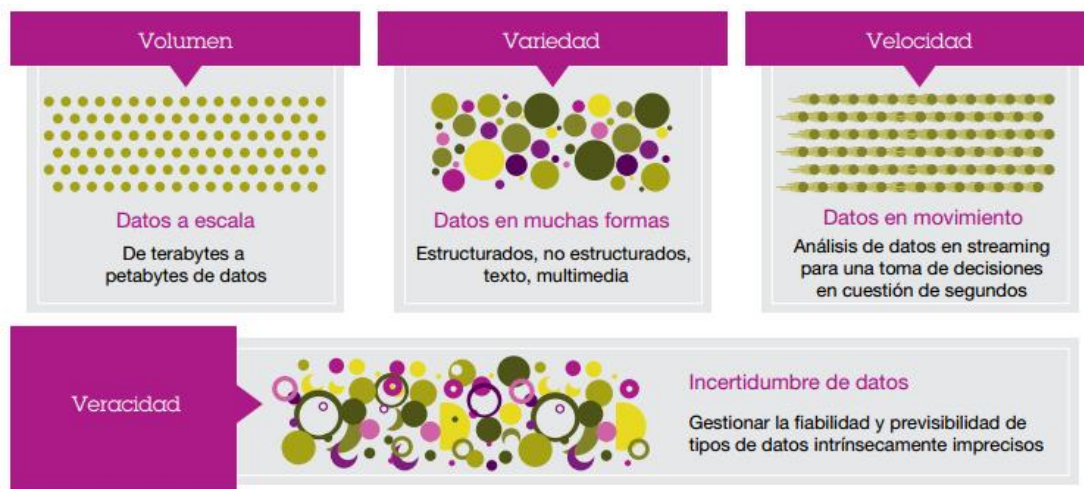 Volumen
Datos a escala
De terabytes a
petabytes de datos
Variedad
Datos en muchas formas
Estructurados, no estructurados,
texto, multimedia
Velocidad
Datos en movimiento
Análisis de datos en streaming
para una toma de decisiones
en cuestión de segundos
Veracidad
Incertidumbre de datos
Gestionar la fiabilidad y previsibilidad de
tipos de datos intrínsecamente imprecisos